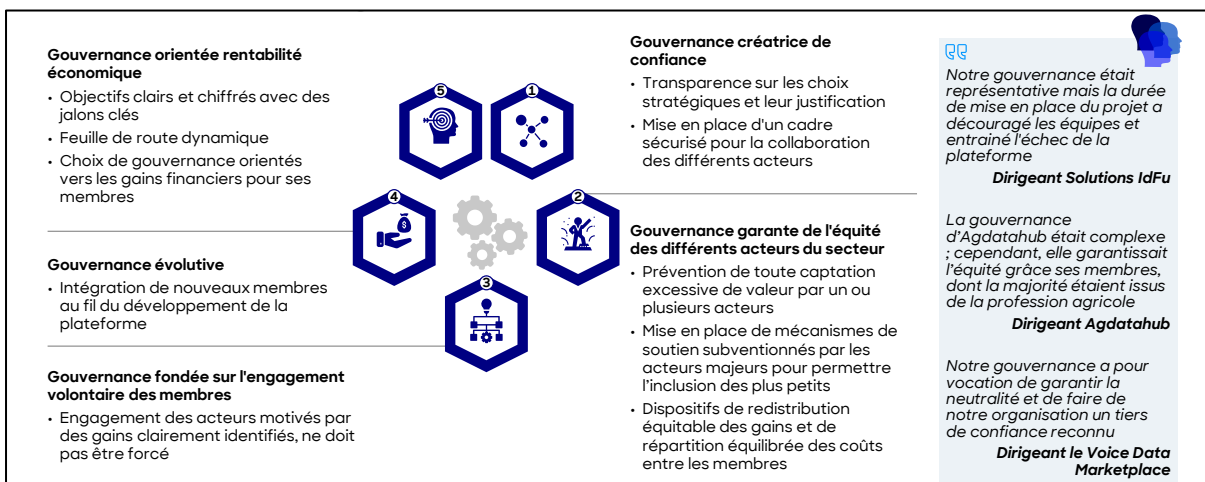 Gouvernance orientée rentabilité
économique
• Objectifs clairs et chiffrés avec des
jalons clés
• Feuille de route dynamique
• Choix de gouvernance orientés
vers les gains financiers pour ses
membres
Gouvernance évolutive
• Intégration de nouveaux membres
au fil du développement de la
plateforme
Gouvernance fondée sur l'engagement
volontaire des membres
• Engagement des acteurs motivés par
des gains clairement identifiés, ne doit
pas être forcé
5
1
4
2
3
Gouvernance créatrice de
confiance
• Transparence sur les choix
stratégiques et leur justification
• Mise en place d'un cadre
sécurisé pour la collaboration
des différents acteurs
Gouvernance garante de l'équité
des différents acteurs du secteur
• Prévention de toute captation
excessive de valeur par un ou
plusieurs acteurs
• Mise en place de mécanismes de
soutien subventionnés par les
acteurs majeurs pour permettre
l’inclusion des plus petits
• Dispositifs de redistribution
équitable des gains et de
répartition équilibrée des coûts
entre les membres
Notre gouvernance était
représentative mais la durée
de mise en place du projet a
découragé les équipes et
entrainé l'échec de la
plateforme
Dirigeant Solutions IdFu
La gouvernance
d’Agdatahub était complexe
; cependant, elle garantissait
l’équité grâce ses membres,
dont la majorité étaient issus
de la profession agricole
Dirigeant Agdatahub
Notre gouvernance a pour
vocation de garantir la
neutralité et de faire de
notre organisation un tiers
de confiance reconnu
Dirigeant le Voice Data
Marketplace